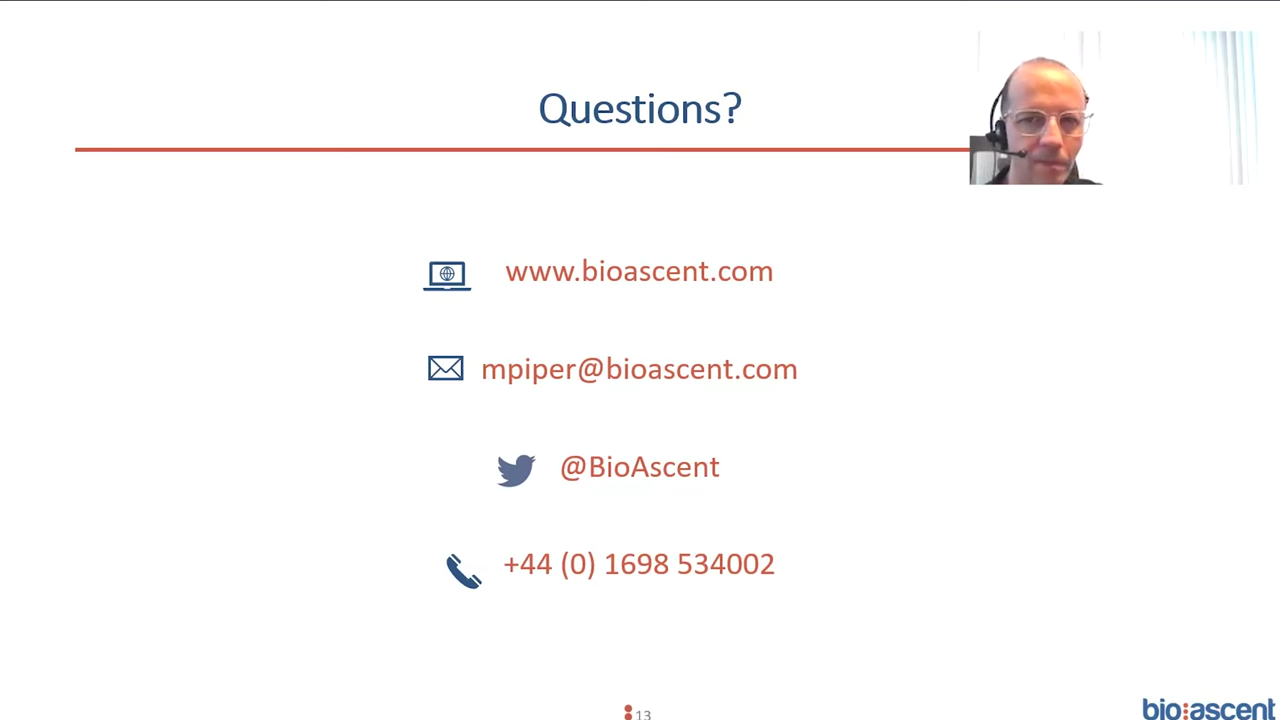 Questions?
www.bioascent.com
mpiper@bioascent.com
@BioAscent
+44 (0) 1698 534002
13
bio:ascent